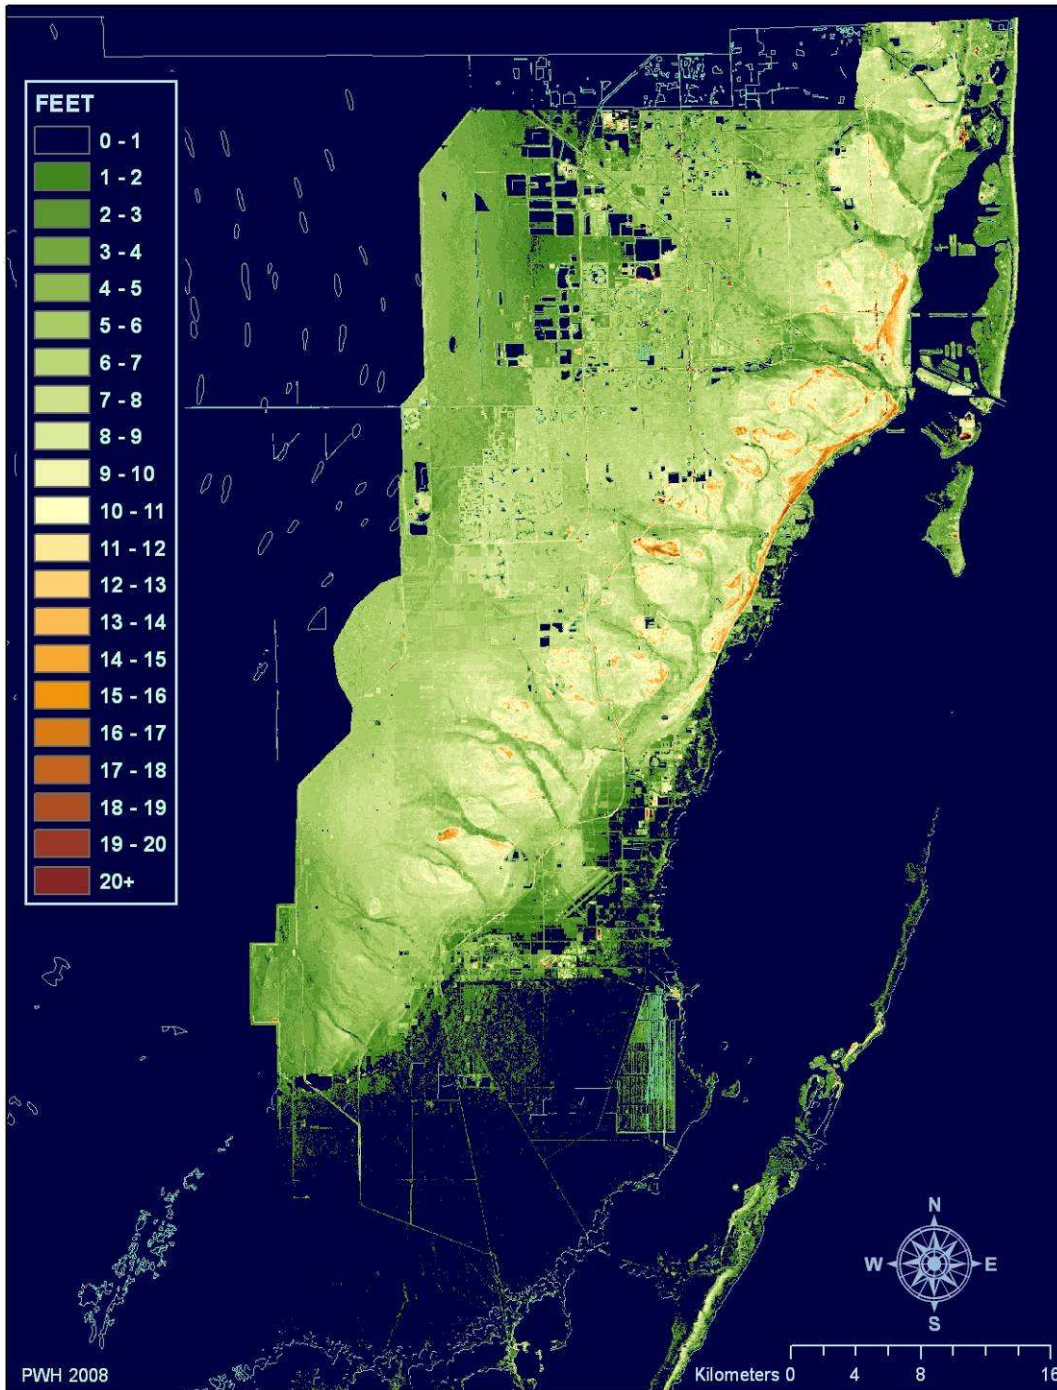 FEET
0 - 1
1 - 2
2 - 3
3 - 4
4 - 5
5 - 6
6 - 7
7 - 8
8 - 9
9 - 10
10 - 11
11 - 12
12 - 13
13 - 14
14 - 15
15 - 16
16 - 17
17 - 18
18 - 19
19 - 20
20+
N
W E
S
PWH 2008
Kilometers 0 4 8 16